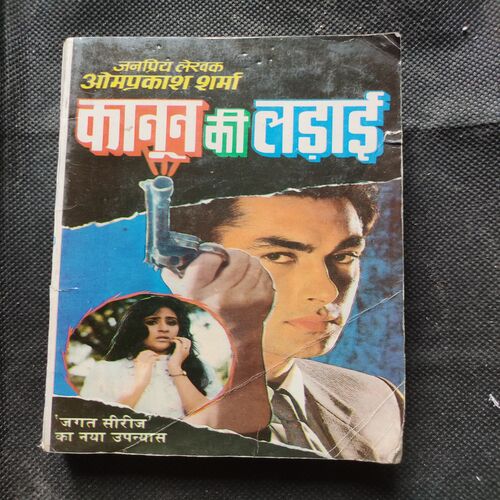 जनप्रिय लेखक
ओमप्रकाश शर्मा
कानून की लड़ाई
'जगत सीरीज'
का नया उपन्यास